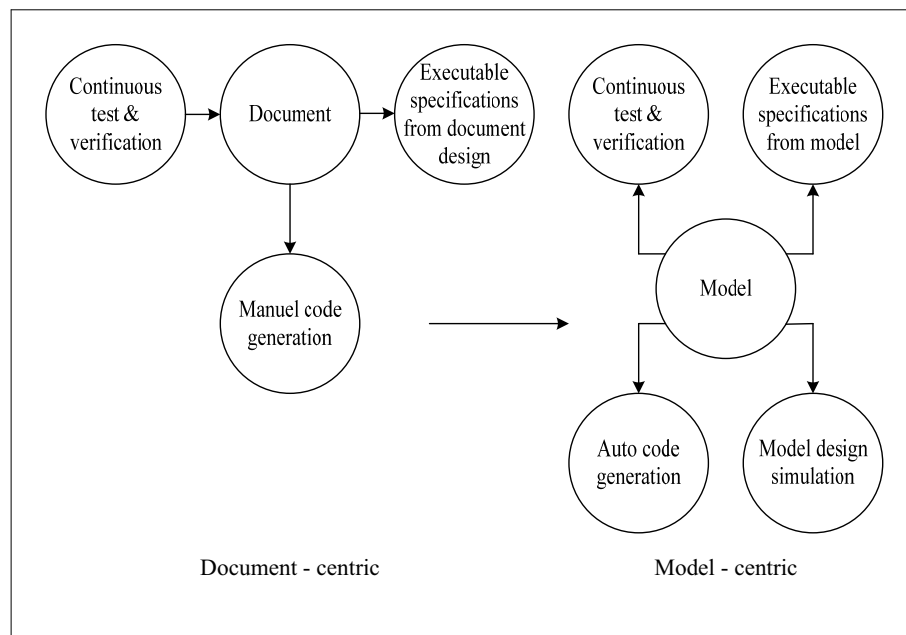 Continuous
test &
verification
Document
Executable
specifications
from document
design
Manuel code
generation
Continuous
test &
verification
Executable
specifications
from model
Model
Auto code
generation
Model design
simulation
Document - centric
Model - centric